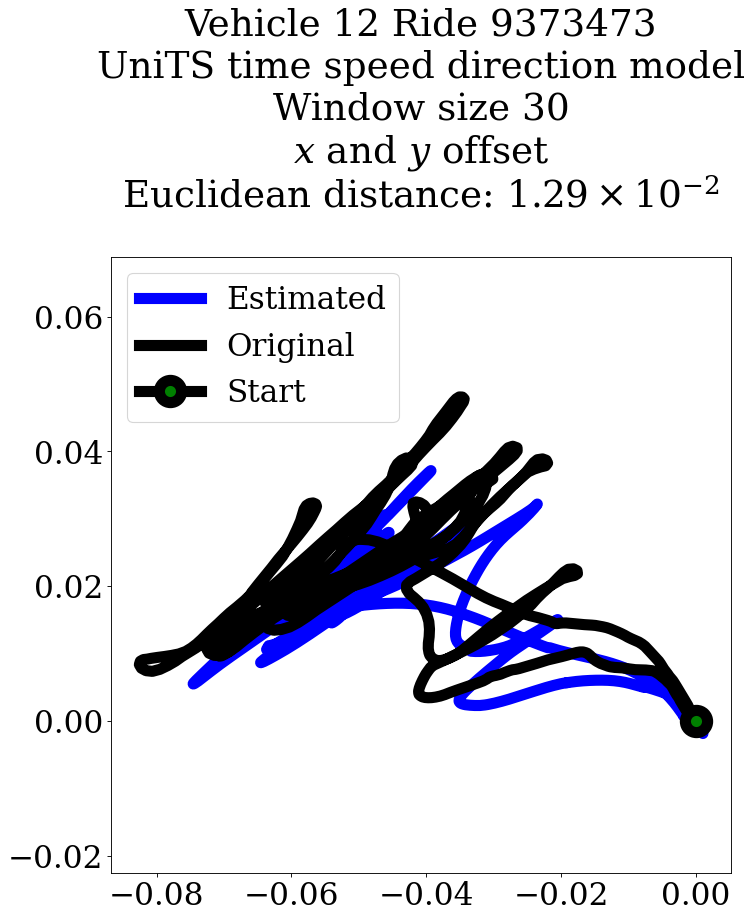 Vehicle 12 Ride 9373473
UniTS time speed direction model
Window size 30
x and y offset
Euclidean distance: 1.29 × 10⁻²
Estimated
Original
Start
0.06
0.04
0.02
0.00
−0.02
−0.08
−0.06
−0.04
−0.02
0.00